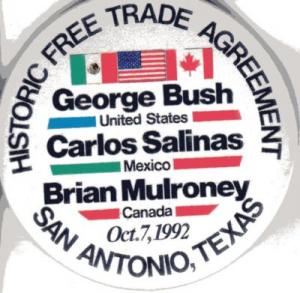 HISTORIC FREE TRADE AGREEMENT
George Bush
United States
Carlos Salinas
Mexico
Brian Mulroney
Canada
Oct.7,1992
SAN ANTONIO, TEXAS